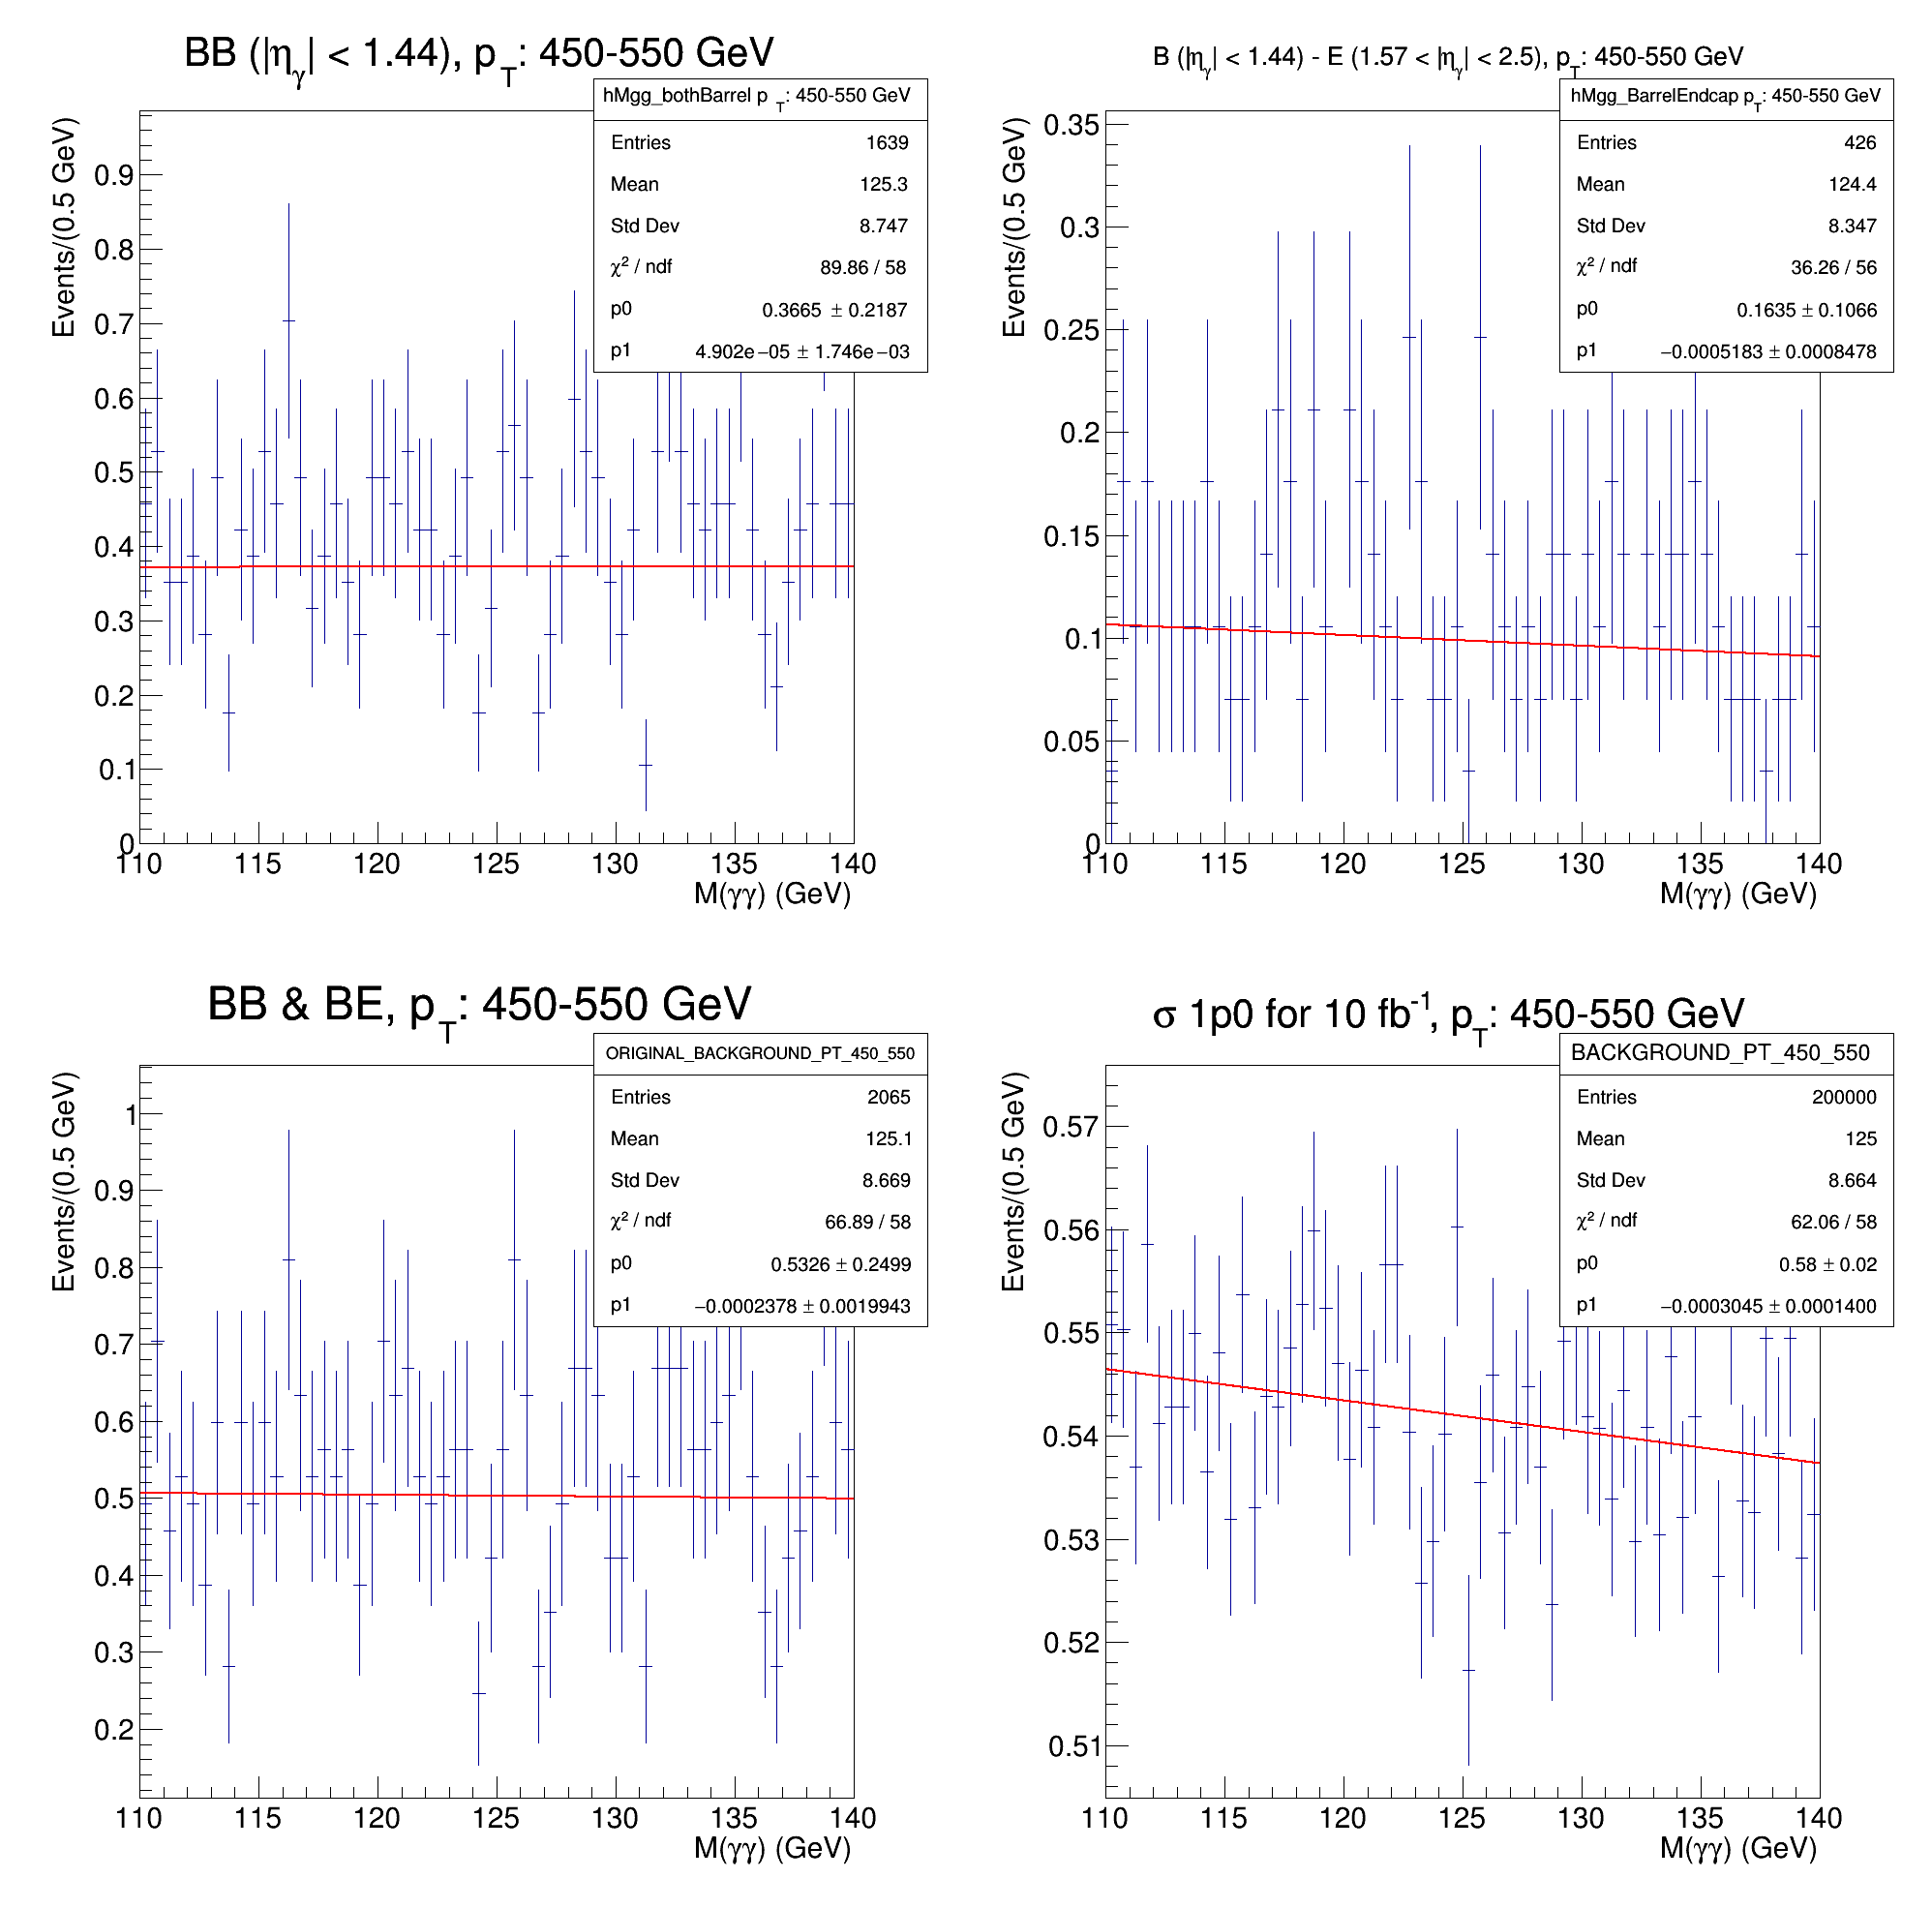 BB (|ηγ| < 1.44), pT: 450-550 GeV
hMgg_bothBarrel p T: 450-550 GeV
Entries 1639
Mean 125.3
Std Dev 8.747
χ² / ndf 89.86 / 58
p0 0.3665 ± 0.2187
p1 4.902e−05 ± 1.746e−03
Events/(0.5 GeV)
0.9
0.8
0.7
0.6
0.5
0.4
0.3
0.2
0.1
0
110 115 120 125 130 135 140
M(γγ) (GeV)
B (|ηγ| < 1.44) - E (1.57 < |ηγ| < 2.5), pT: 450-550 GeV
hMgg_BarrelEndcap pT: 450-550 GeV
Entries 426
Mean 124.4
Std Dev 8.347
χ² / ndf 36.26 / 56
p0 0.1635 ± 0.1066
p1 −0.0005183 ± 0.0008478
Events/(0.5 GeV)
0.35
0.3
0.25
0.2
0.15
0.1
0.05
0
110 115 120 125 130 135 140
M(γγ) (GeV)
BB & BE, pT: 450-550 GeV
ORIGINAL_BACKGROUND_PT_450_550
Entries 2065
Mean 125.1
Std Dev 8.669
χ² / ndf 66.89 / 58
p0 0.5326 ± 0.2499
p1 −0.0002378 ± 0.0019943
Events/(0.5 GeV)
1
0.9
0.8
0.7
0.6
0.5
0.4
0.3
0.2
110 115 120 125 130 135 140
M(γγ) (GeV)
σ 1p0 for 10 fb⁻¹, pT: 450-550 GeV
BACKGROUND_PT_450_550
Entries 200000
Mean 125
Std Dev 8.664
χ² / ndf 62.06 / 58
p0 0.58 ± 0.02
p1 −0.0003045 ± 0.0001400
Events/(0.5 GeV)
0.57
0.56
0.55
0.54
0.53
0.52
0.51
110 115 120 125 130 135 140
M(γγ) (GeV)